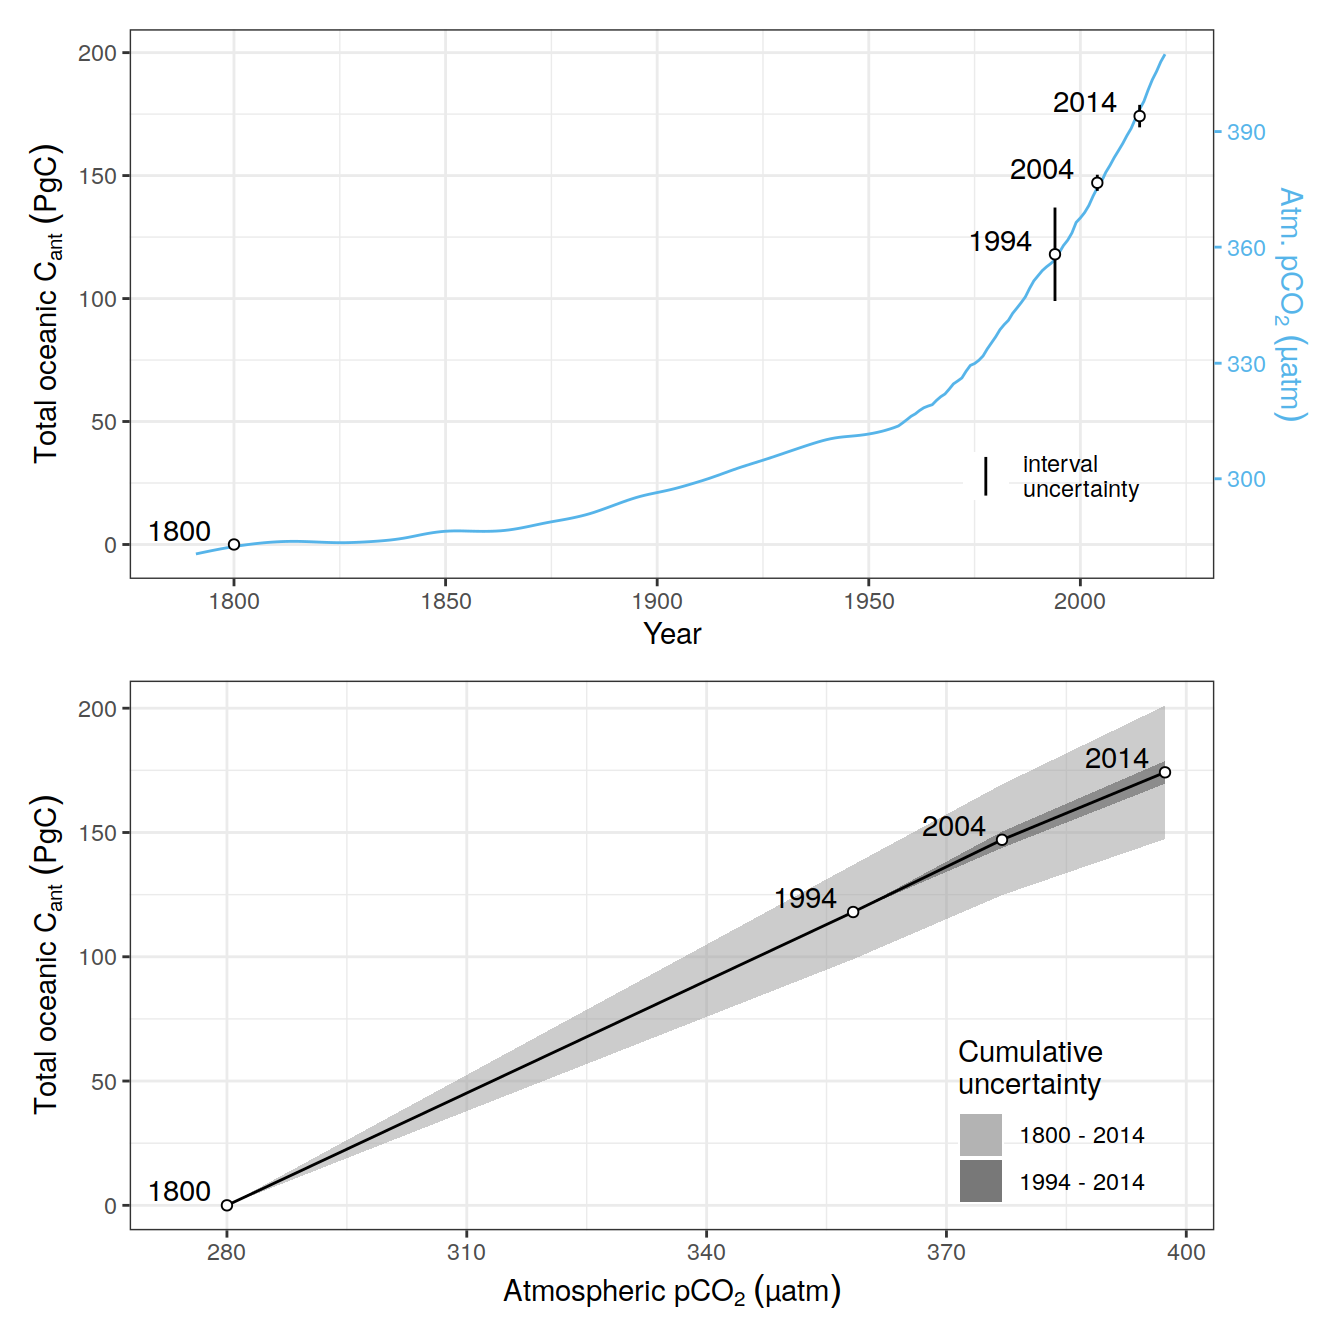 200
150
100
50
0
Total oceanic Cant (PgC)
1800
1994
2004
2014
interval
uncertainty
390
360
330
300
Atm. pCO2 (µatm)
1800 1850 1900 1950 2000
Year
200
150
100
50
0
Total oceanic Cant (PgC)
1800
1994
2004
2014
Cumulative
uncertainty
1800 - 2014
1994 - 2014
280 310 340 370 400
Atmospheric pCO2 (µatm)